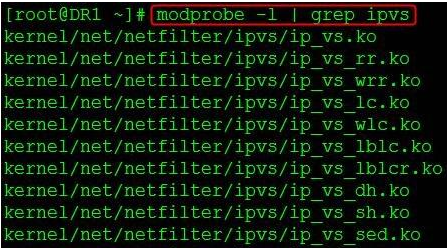 [root@DR1 ~]# modprobe -l | grep ipvs
kernel/net/netfilter/ipvs/ip_vs.ko
kernel/net/netfilter/ipvs/ip_vs_rr.ko
kernel/net/netfilter/ipvs/ip_vs_wrr.ko
kernel/net/netfilter/ipvs/ip_vs_lc.ko
kernel/net/netfilter/ipvs/ip_vs_wlc.ko
kernel/net/netfilter/ipvs/ip_vs_lblc.ko
kernel/net/netfilter/ipvs/ip_vs_lblcr.ko
kernel/net/netfilter/ipvs/ip_vs_dh.ko
kernel/net/netfilter/ipvs/ip_vs_sh.ko
kernel/net/netfilter/ipvs/ip_vs_sed.ko